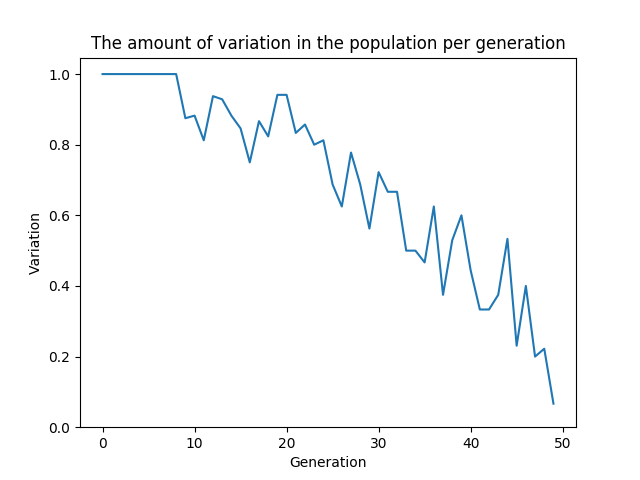 The amount of variation in the population per generation
1.0
0.8
0.6
0.4
0.2
0.0
Variation
0 10 20 30 40 50
Generation